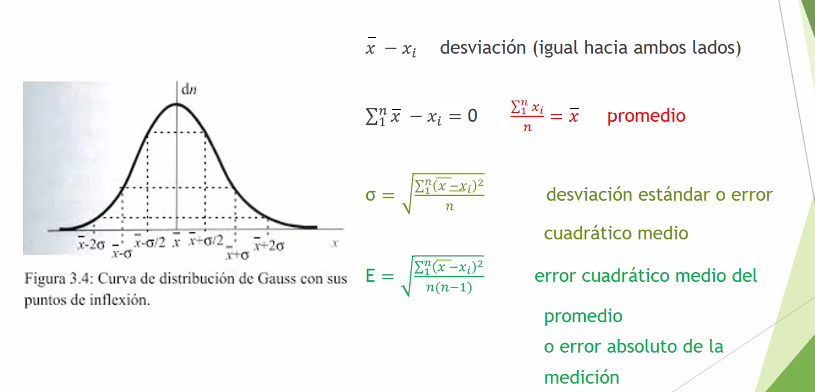 x̄ − xᵢ desviación (igual hacia ambos lados)
dn
∑₁ⁿ x̄ − xᵢ = 0 ∑₁ⁿ xᵢ / n = x̄ promedio
σ = √(∑₁ⁿ(x̄ − xᵢ)² / n) desviación estándar o error
cuadrático medio
x̄-2σ x̄-σ x̄-σ/2 x̄ x̄+σ/2 x̄+σ x̄+2σ x
Figura 3.4: Curva de distribución de Gauss con sus
puntos de inflexión.
E = √(∑₁ⁿ(x̄ − xᵢ)² / n(n−1)) error cuadrático medio del
promedio
o error absoluto de la
medición